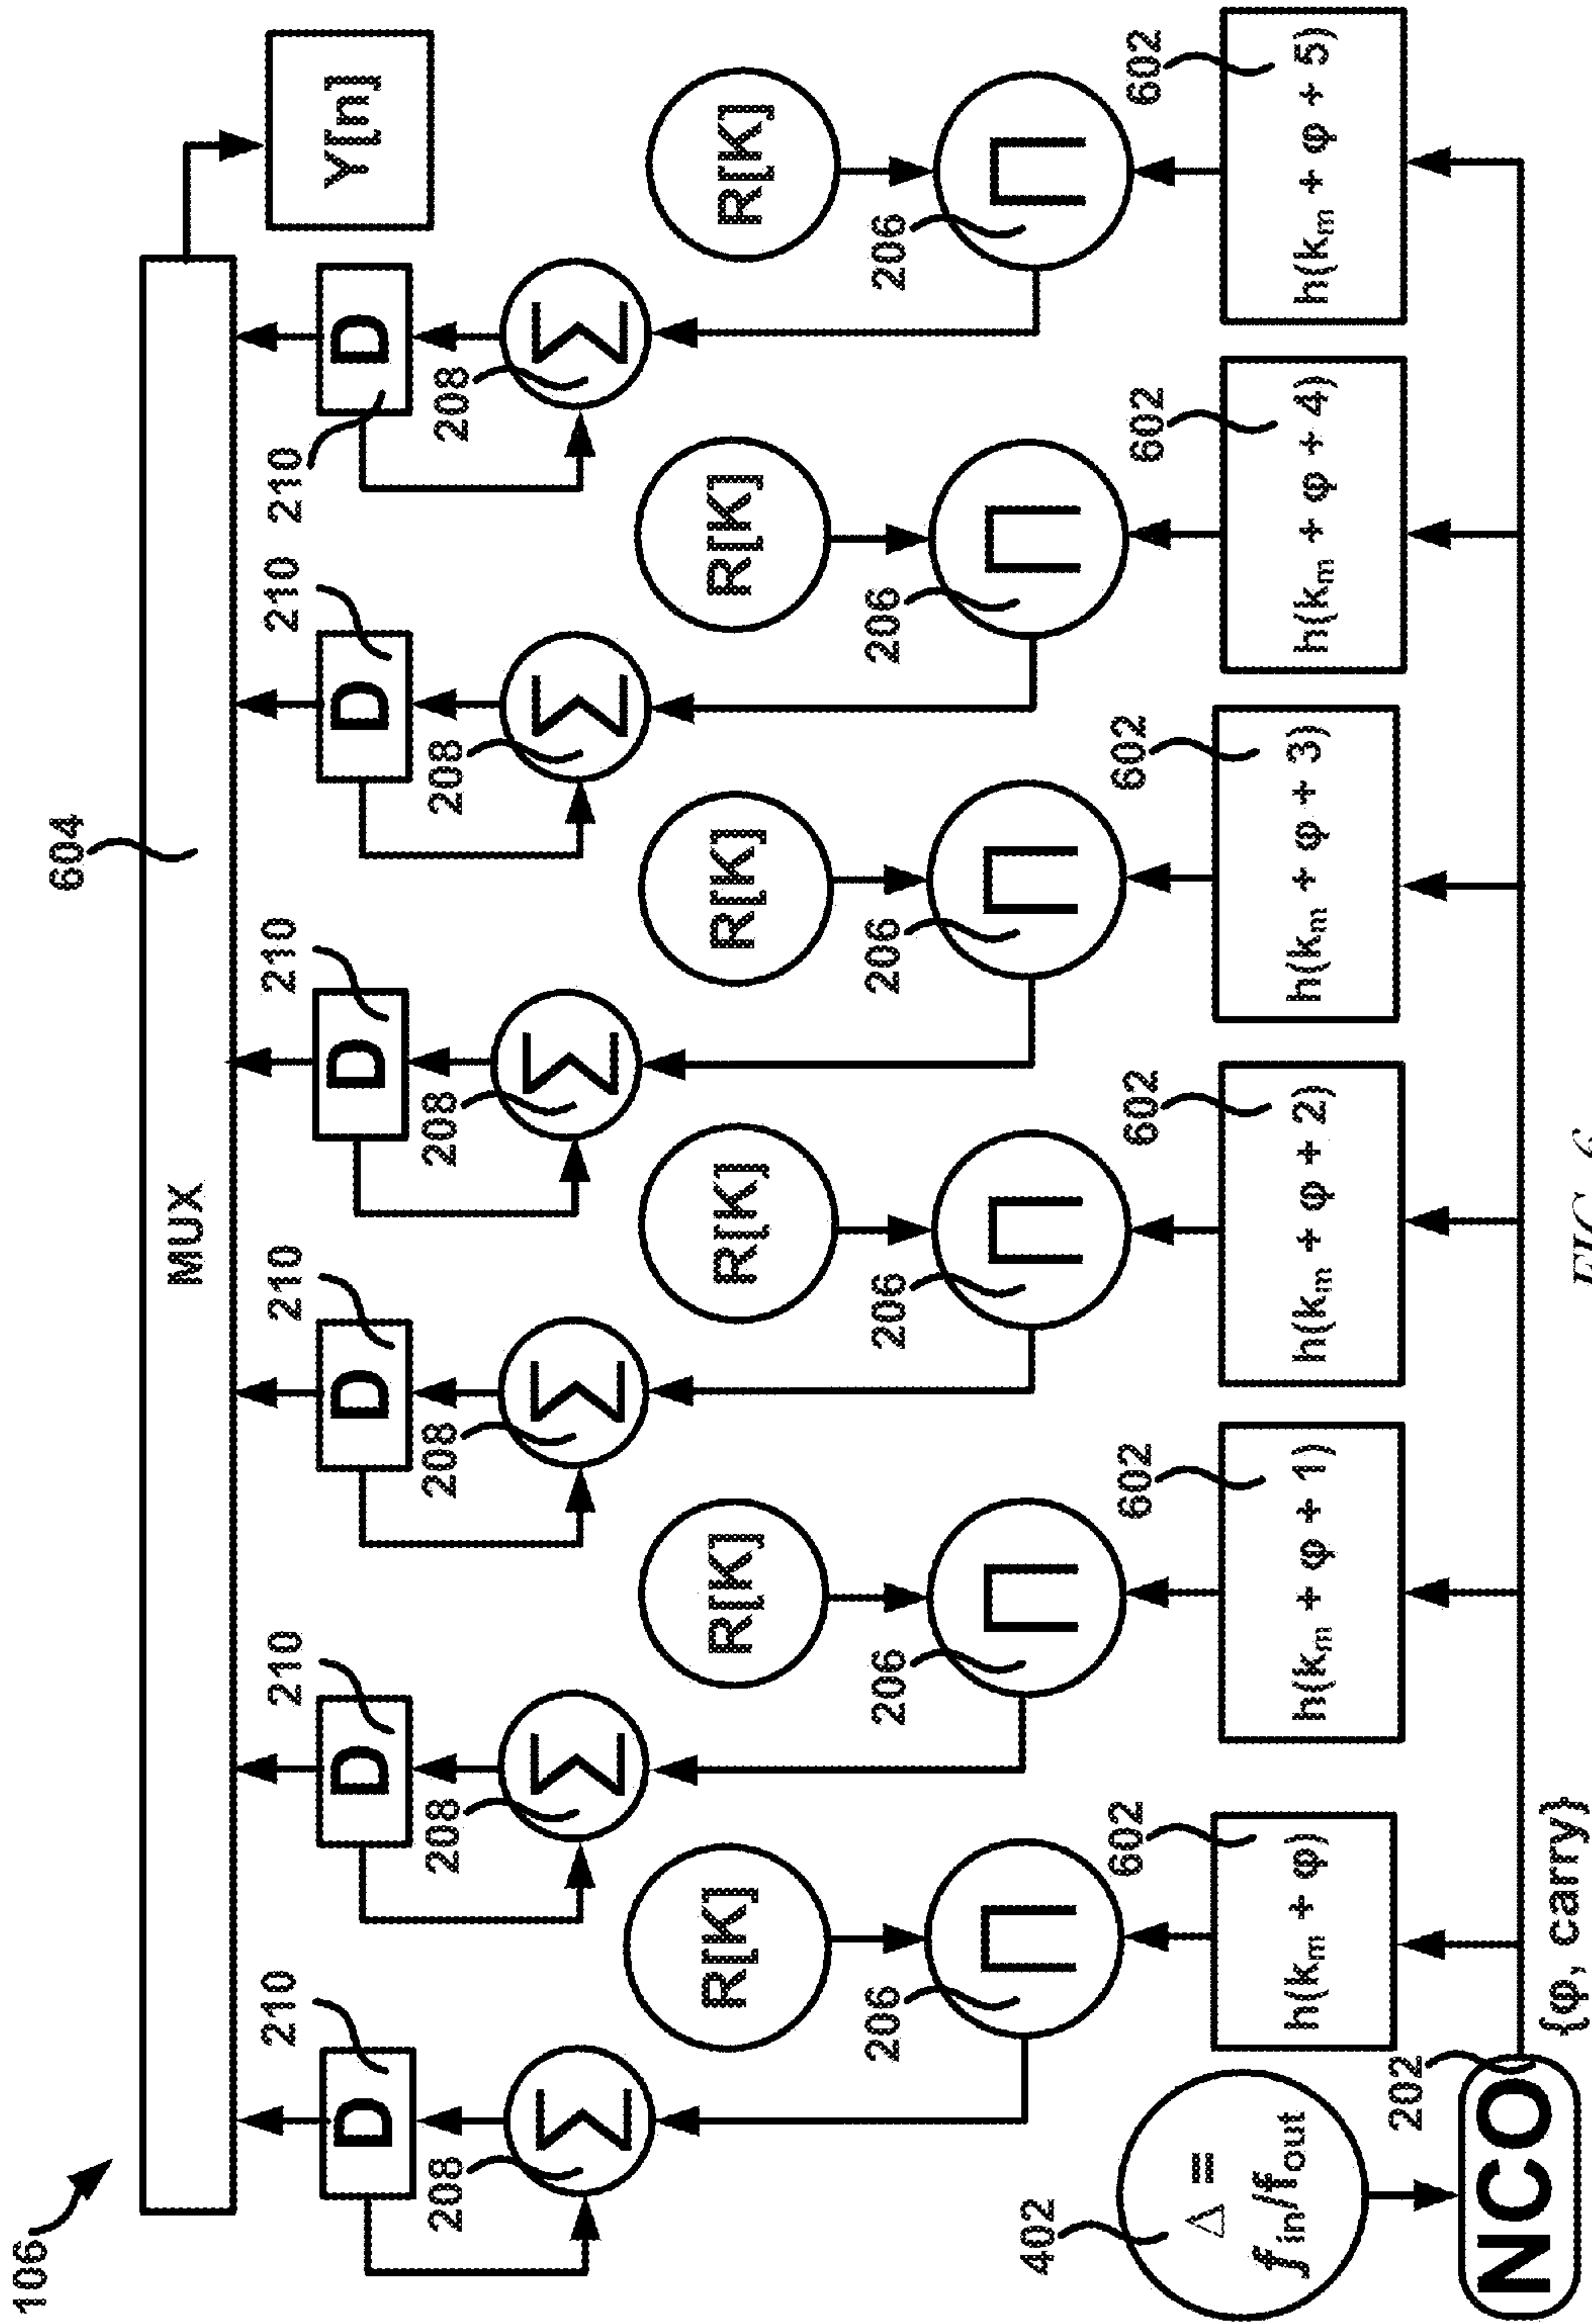 106
604
MUX
Y[n]
210
210
210
210
210
210
D
D
D
D
D
D
208
208
208
208
208
208
Σ
Σ
Σ
Σ
Σ
Σ
R[K]
R[K]
R[K]
R[K]
R[K]
R[K]
206
206
206
206
206
206
Π
Π
Π
Π
Π
Π
602
602
602
602
602
602
h(km + φ)
h(km + φ + 1)
h(km + φ + 2)
h(km + φ + 3)
h(km + φ + 4)
h(km + φ + 5)
402
Δ =
fin/fout
202
NCO
{φ, carry}
FIG. 6